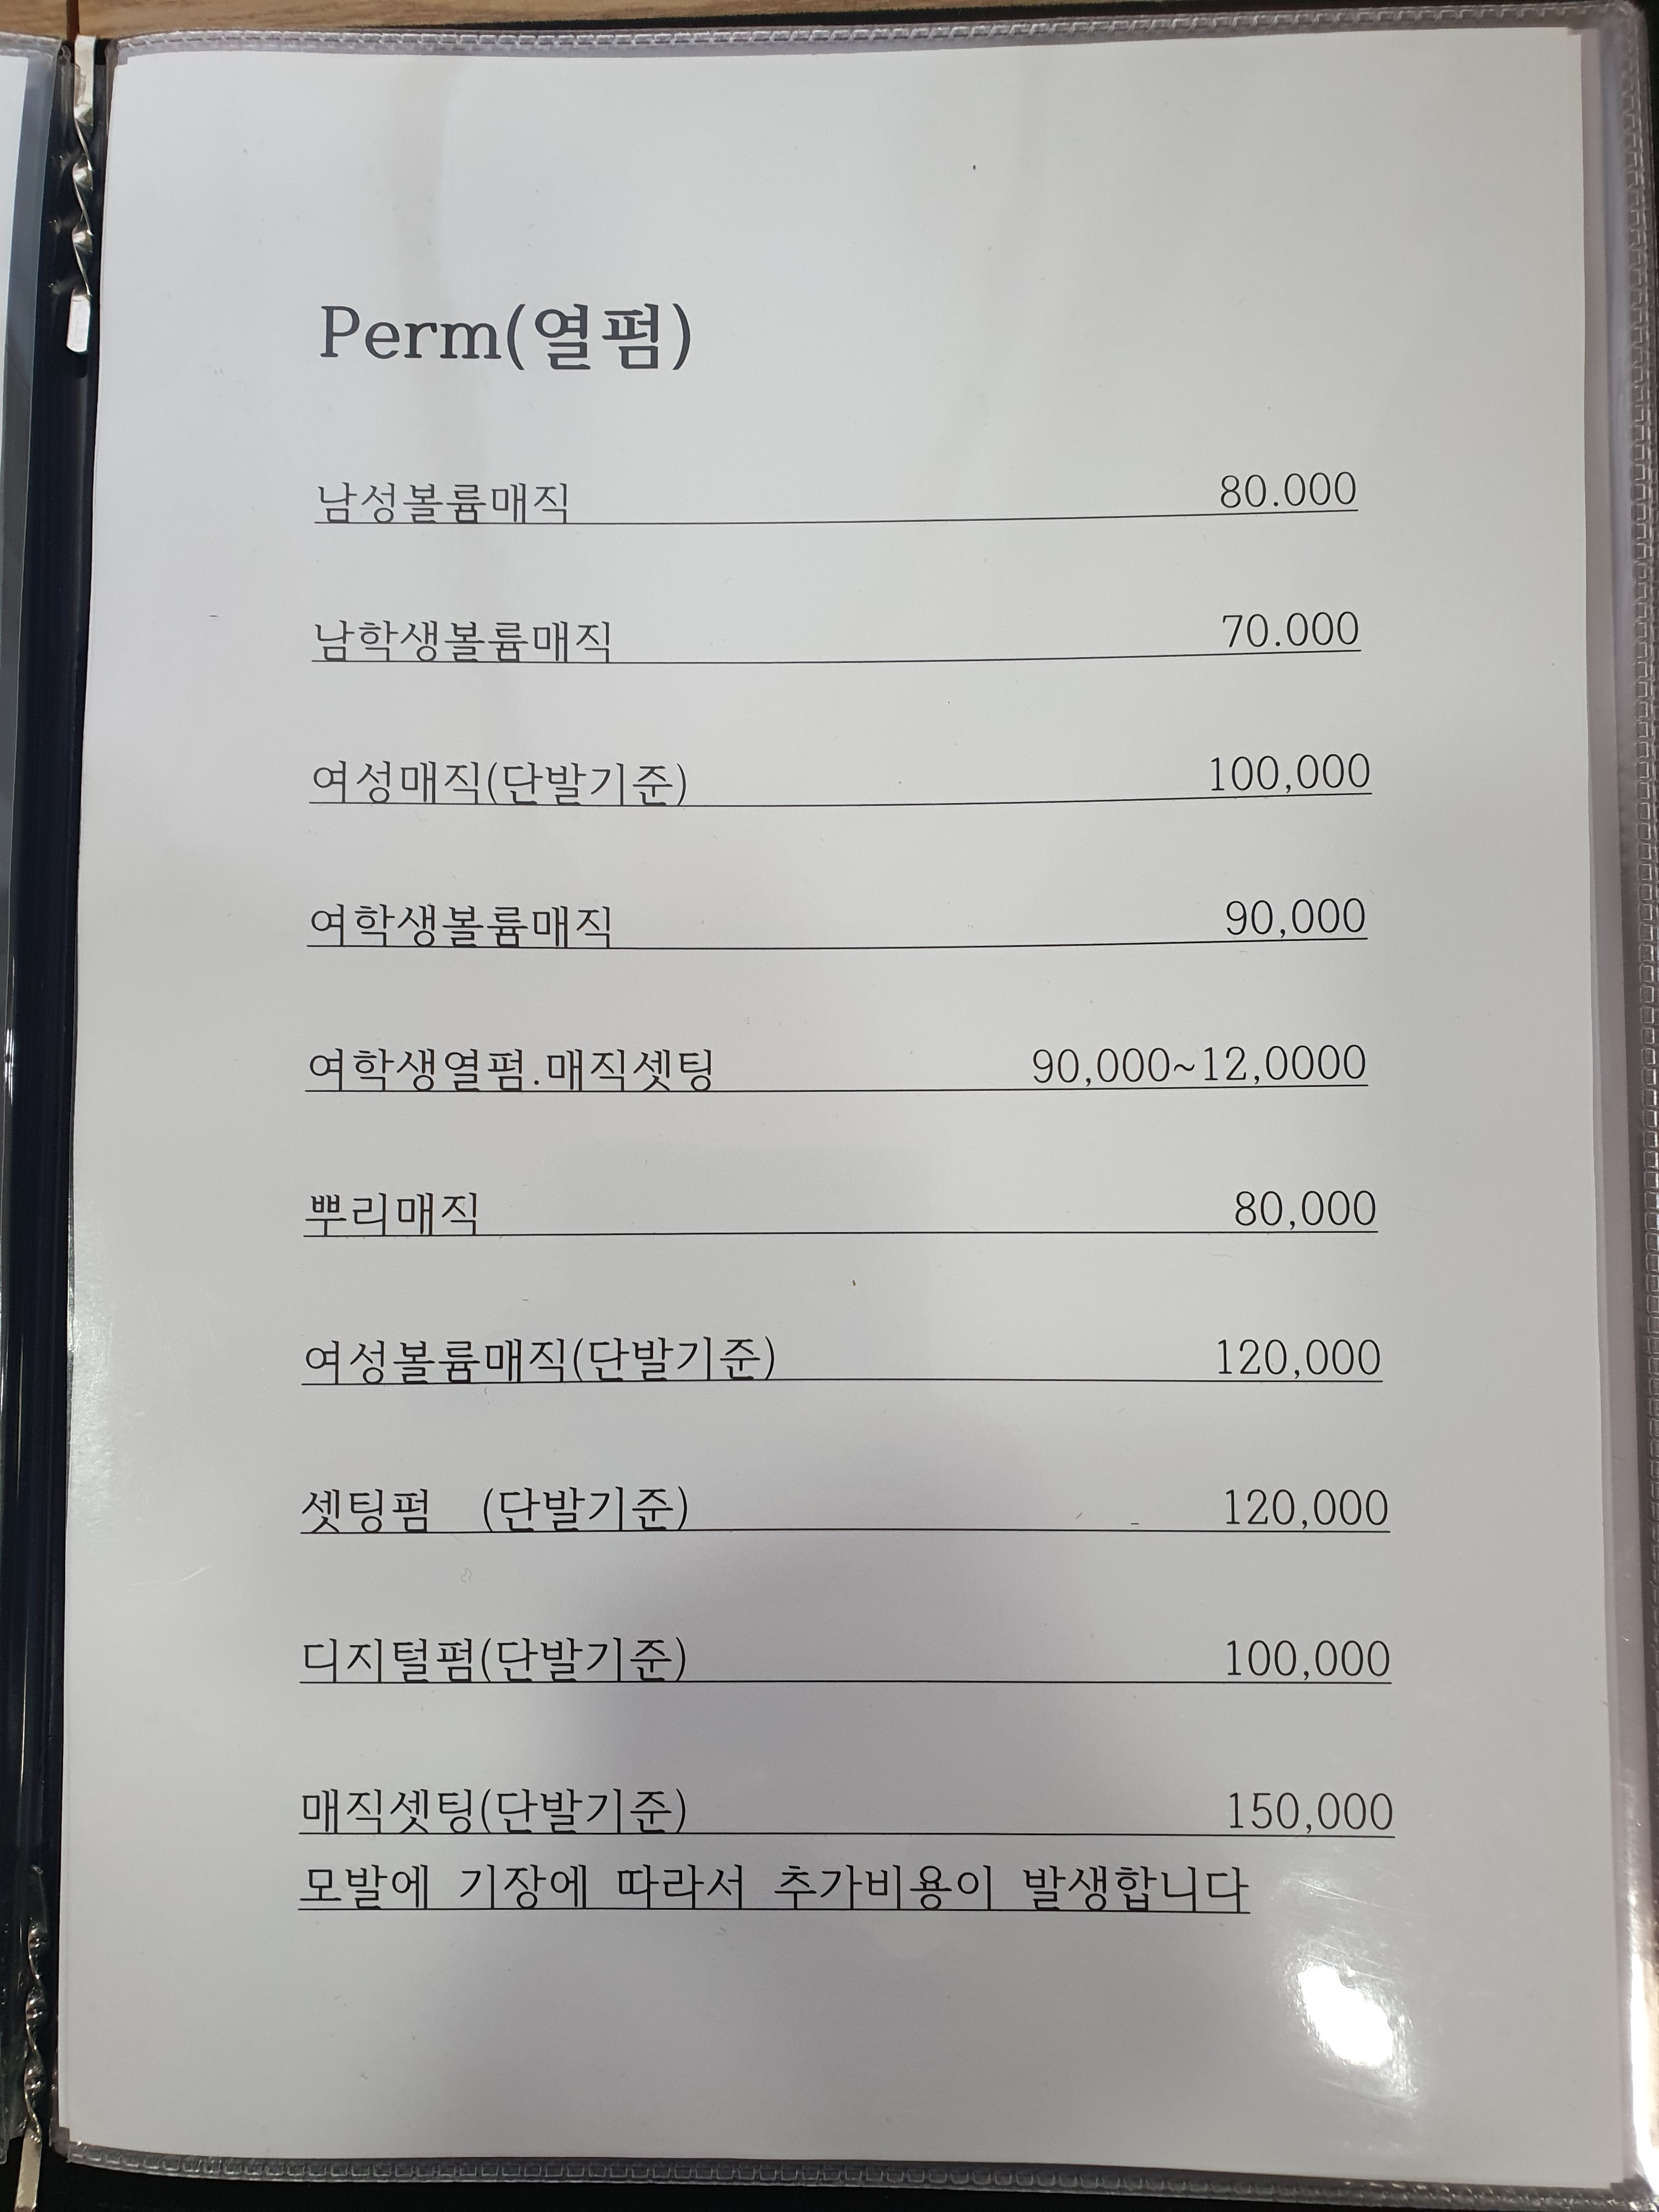 Perm(열펌)
남성볼륨매직 80.000
남학생볼륨매직 70.000
여성매직(단발기준) 100,000
여학생볼륨매직 90,000
여학생열펌.매직셋팅 90,000~12,0000
뿌리매직 80,000
여성볼륨매직(단발기준) 120,000
셋팅펌 (단발기준) 120,000
디지털펌(단발기준) 100,000
매직셋팅(단발기준) 150,000
모발에 기장에 따라서 추가비용이 발생합니다